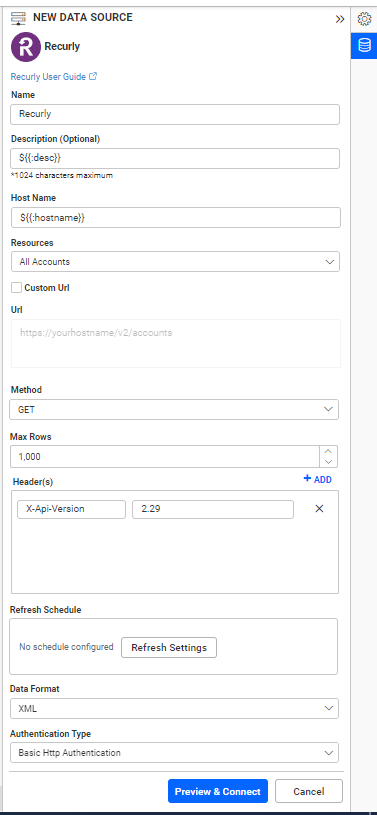 NEW DATA SOURCE
Recurly
Recurly User Guide
Name
Recurly
Description (Optional)
${{:desc}}
*1024 characters maximum
Host Name
${{:hostname}}
Resources
All Accounts
Custom Url
Url
https://yourhostname/v2/accounts
Method
GET
Max Rows
1,000
Header(s)
+ ADD
X-Api-Version 2.29
Refresh Schedule
No schedule configured Refresh Settings
Data Format
XML
Authentication Type
Basic Http Authentication
Preview & Connect Cancel